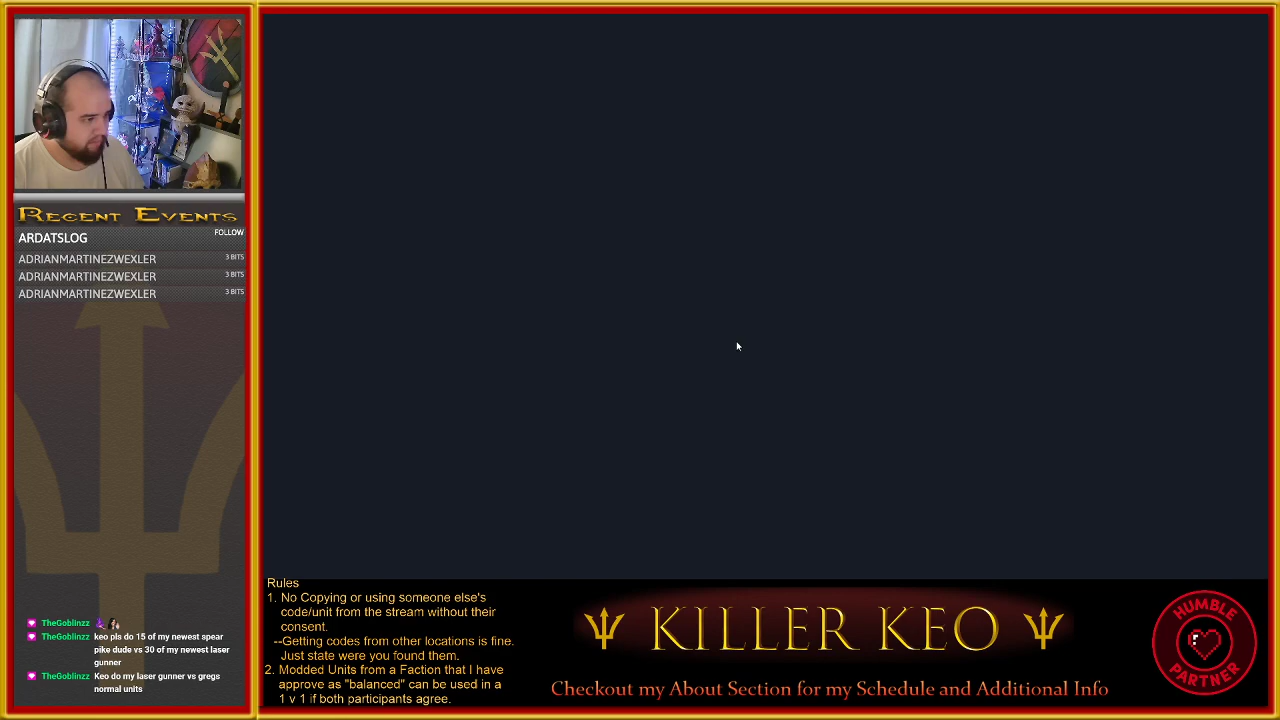 Recent Events
ARDATSLOG FOLLOW
ADRIANMARTINEZWEXLER 3 BITS
ADRIANMARTINEZWEXLER 3 BITS
ADRIANMARTINEZWEXLER 3 BITS
TheGoblinzz
TheGoblinzz keo pls do 15 of my newest spear
pike dude vs 30 of my newest laser
gunner
TheGoblinzz Keo do my laser gunner vs gregs
normal units
Rules
1. No Copying or using someone else's
code/unit from the stream without their
consent.
--Getting codes from other locations is fine.
Just state were you found them.
2. Modded Units from a Faction that I have
approve as "balanced" can be used in a
1 v 1 if both participants agree.
KILLER KEO
Checkout my About Section for my Schedule and Additional Info
HUMBLE
PARTNER